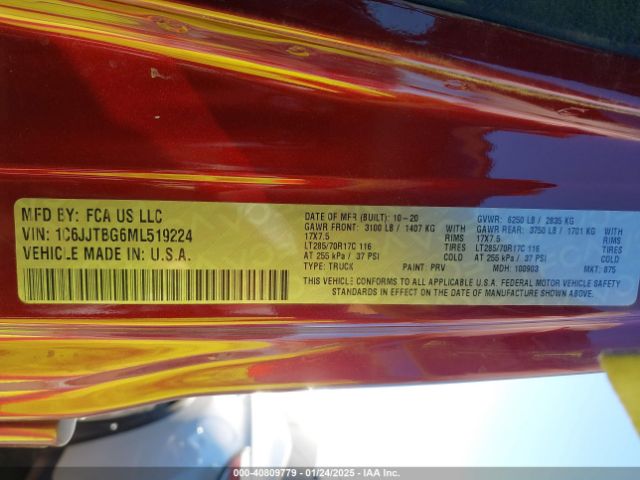 MFD BY: FCA US LLC
VIN: 1C6JJTBG6ML519224
VEHICLE MADE IN: U.S.A.
DATE OF MFR (BUILT): 10-20
GAWR FRONT: 3100 LB / 1407 KG WITH
17X7.5 RIMS
LT285/70R17C 116 TIRES
AT 255 kPa / 37 PSI
TYPE: TRUCK PAINT: PRV
GVWR: 6250 LB / 2835 KG
GAWR REAR: 3750 LB / 1701 KG WITH
17X7.5 RIMS
LT285/70R17C 116 TIRES
AT 255 kPa / 37 PSI
MDH: 100903 MXT: 875
THIS VEHICLE CONFORMS TO ALL APPLICABLE U.S.A. FEDERAL MOTOR VEHICLE SAFETY
STANDARDS IN EFFECT ON THE DATE OF MANUFACTURE SHOWN ABOVE.
000-40809779 - 01/24/2025 - IAA Inc.